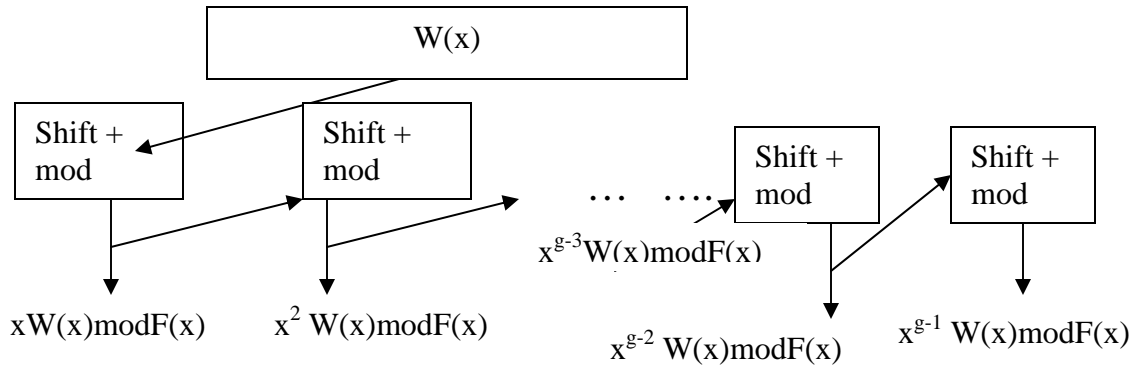 W(x)
Shift +
mod
Shift +
mod
Shift +
mod
Shift +
mod
… ….
x^{g-3}W(x)modF(x)
xW(x)modF(x)
x^2 W(x)modF(x)
x^{g-2} W(x)modF(x)
x^{g-1} W(x)modF(x)